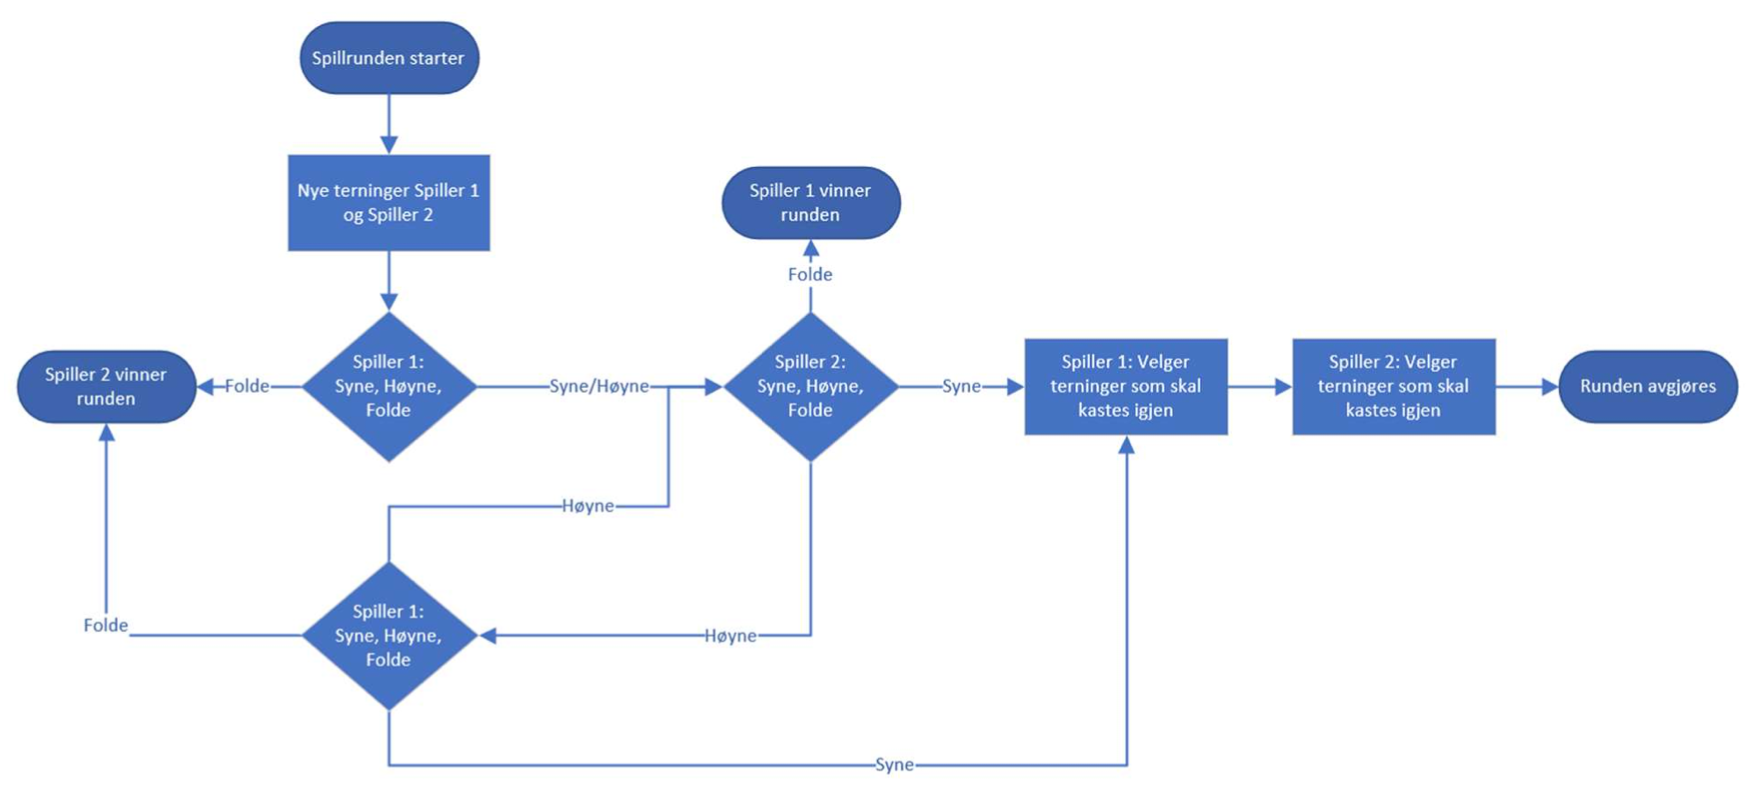 Spillrunden starter
Nye terninger Spiller 1
og Spiller 2
Spiller 1 vinner
runden
Folde
Spiller 2 vinner
runden
Folde
Spiller 1:
Syne, Høyne,
Folde
Syne/Høyne
Spiller 2:
Syne, Høyne,
Folde
Syne
Spiller 1: Velger
terninger som skal
kastes igjen
Spiller 2: Velger
terninger som skal
kastes igjen
Runden avgjøres
Høyne
Folde
Spiller 1:
Syne, Høyne,
Folde
Høyne
Syne